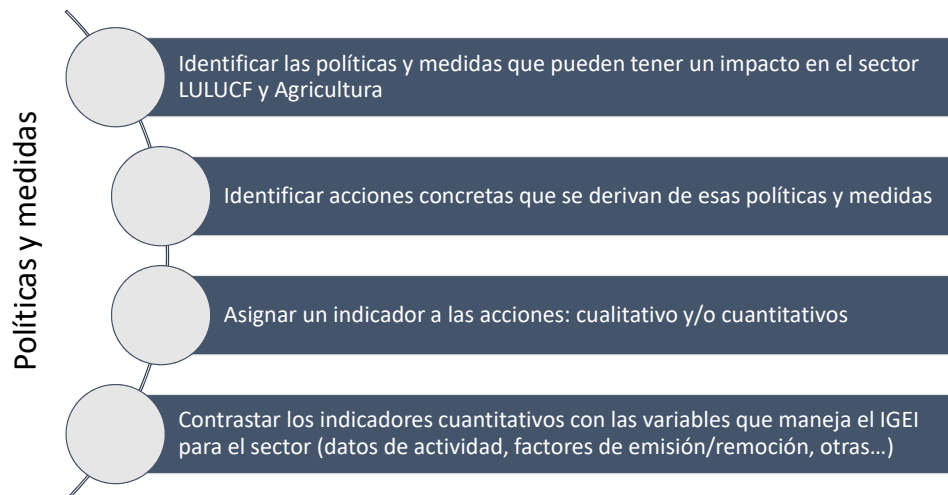 Políticas y medidas
Identificar las políticas y medidas que pueden tener un impacto en el sector
LULUCF y Agricultura
Identificar acciones concretas que se derivan de esas políticas y medidas
Asignar un indicador a las acciones: cualitativo y/o cuantitativos
Contrastar los indicadores cuantitativos con las variables que maneja el IGEI
para el sector (datos de actividad, factores de emisión/remoción, otras…)